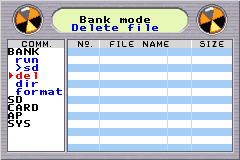 Bank mode
Delete file
COMM.
No. FILE NAME SIZE
BANK
run
>sd
del
dir
format
SD
CARD
AP
SYS